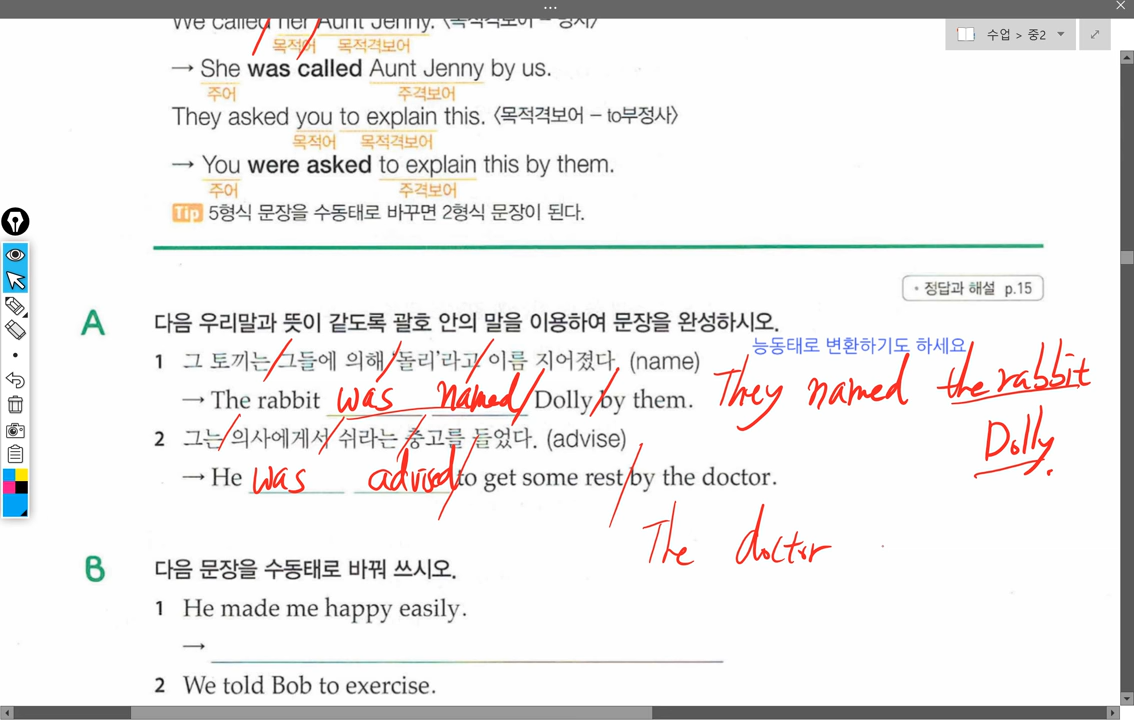 We called her Aunt Jenny. 〈목적격보어 – 명사〉
목적어 목적격보어
→ She was called Aunt Jenny by us.
주어 주격보어
They asked you to explain this. 〈목적격보어 – to부정사〉
목적어 목적격보어
→ You were asked to explain this by them.
주어 주격보어
Tip 5형식 문장을 수동태로 바꾸면 2형식 문장이 된다.
수업 > 중2
• 정답과 해설 p.15
A 다음 우리말과 뜻이 같도록 괄호 안의 말을 이용하여 문장을 완성하시오.
능동태로 변환하기도 하세요
1 그 토끼는 그들에 의해 '돌리'라고 이름 지어졌다. (name)
→ The rabbit was named Dolly by them.
They named the rabbit
Dolly.
2 그는 의사에게서 쉬라는 충고를 들었다. (advise)
→ He was advised to get some rest by the doctor.
The doctor
B 다음 문장을 수동태로 바꿔 쓰시오.
1 He made me happy easily.
→
2 We told Bob to exercise.